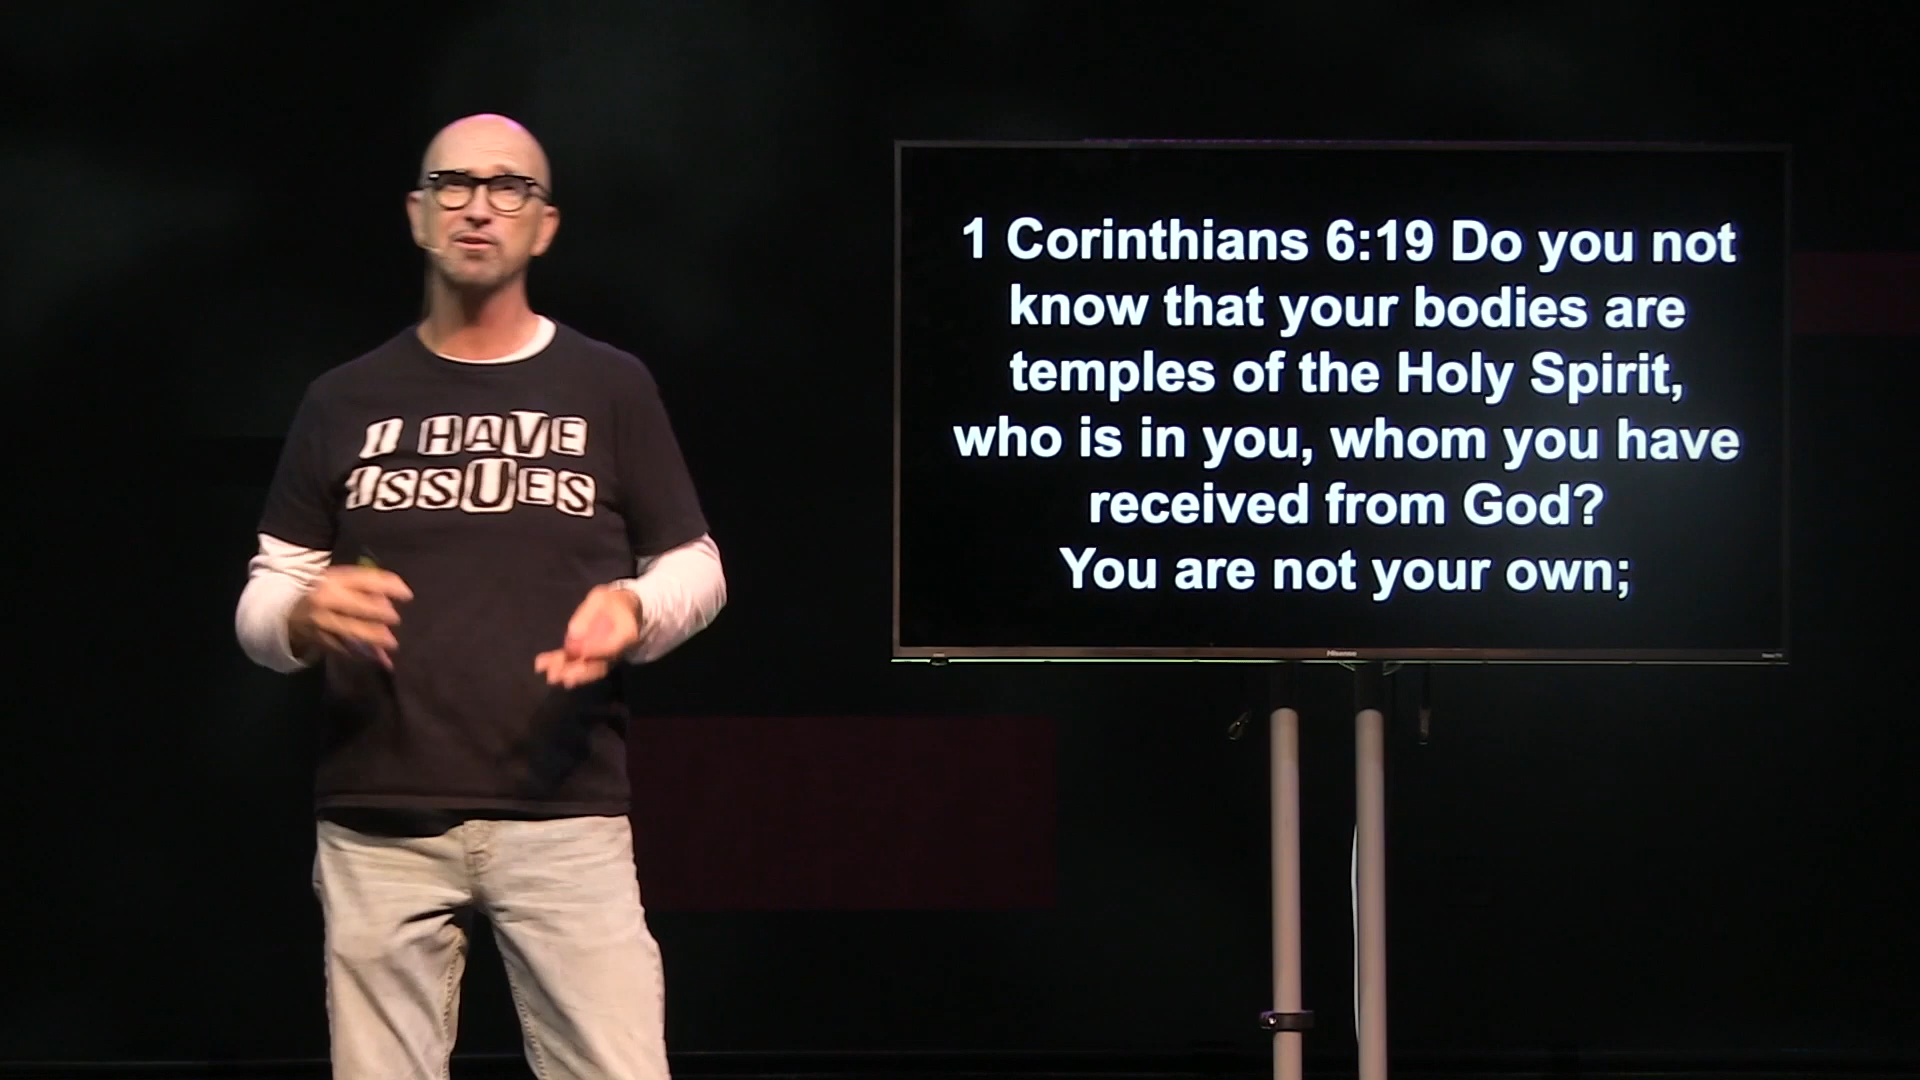 I HAVE
ISSUES
1 Corinthians 6:19 Do you not
know that your bodies are
temples of the Holy Spirit,
who is in you, whom you have
received from God?
You are not your own;
Hisense